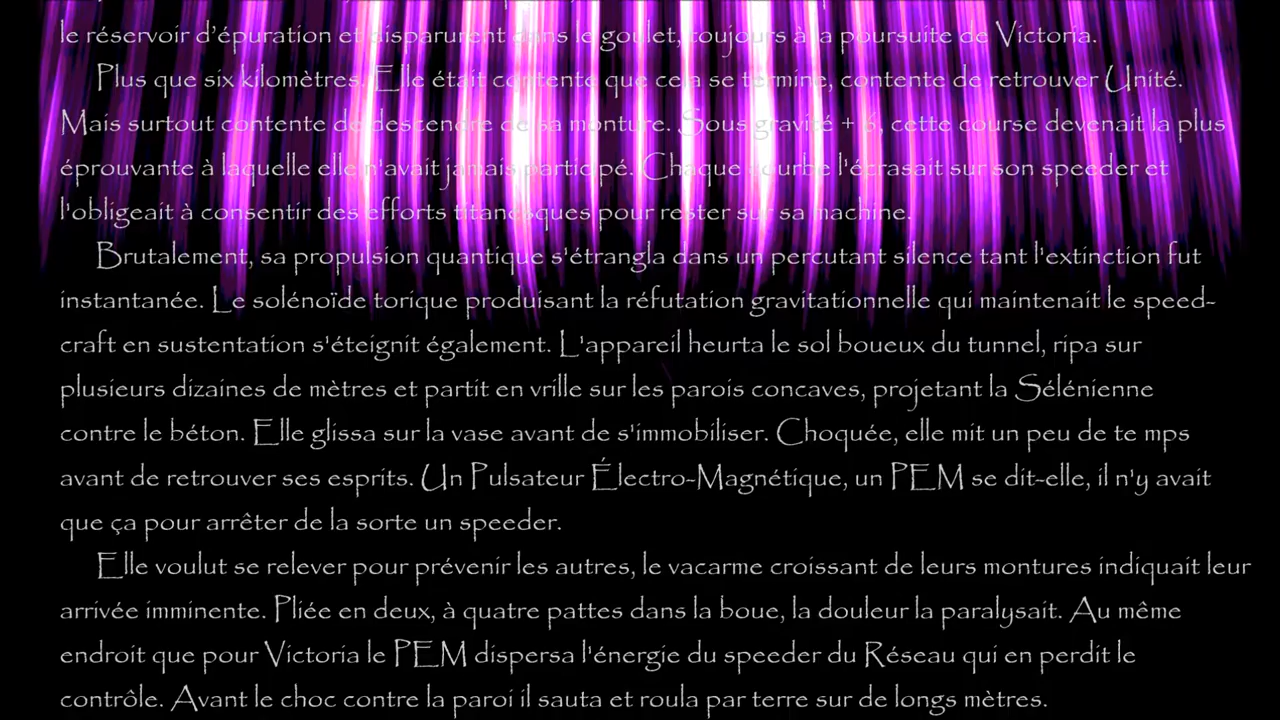 le réservoir d’épuration et disparurent dans le goulet, toujours à la poursuite de Victoria.
Plus que six kilomètres. Elle était contente que cela se termine, contente de retrouver Unité.
Mais surtout contente de descendre de sa monture. Sous gravité + 3, cette course devenait la plus
éprouvante à laquelle elle n'avait jamais participé. Chaque courbe l'écrasait sur son speeder et
l'obligeait à consentir des efforts titanesques pour rester sur sa machine.
Brutalement, sa propulsion quantique s'étrangla dans un percutant silence tant l'extinction fut
instantanée. Le solénoïde torique produisant la réfutation gravitationnelle qui maintenait le speed-
craft en sustentation s'éteignit également. L'appareil heurta le sol boueux du tunnel, ripa sur
plusieurs dizaines de mètres et partit en vrille sur les parois concaves, projetant la Sélénienne
contre le béton. Elle glissa sur la vase avant de s'immobiliser. Choquée, elle mit un peu de te mps
avant de retrouver ses esprits. Un Pulsateur Électro-Magnétique, un PEM se dit-elle, il n'y avait
que ça pour arrêter de la sorte un speeder.
Elle voulut se relever pour prévenir les autres, le vacarme croissant de leurs montures indiquait leur
arrivée imminente. Pliée en deux, à quatre pattes dans la boue, la douleur la paralysait. Au même
endroit que pour Victoria le PEM dispersa l'énergie du speeder du Réseau qui en perdit le
contrôle. Avant le choc contre la paroi il sauta et roula par terre sur de longs mètres.